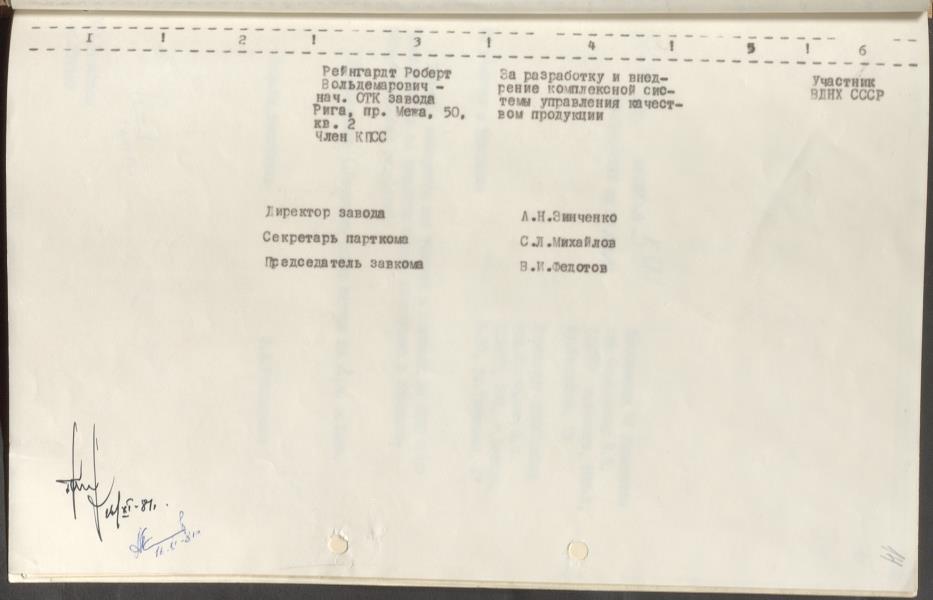 I ! 2 ! 3 ! 4 ! 5 ! 6
Рейнгардт Роберт
Вольдемарович -
нач. ОТК завода
Рига, пр. Межа, 50,
кв. 2
Член КПСС
За разработку и внед-
рение комплексной сис-
темы управления качест-
вом продукции
Участник
ВДНХ СССР
Директор завода А.Н.Зинченко
Секретарь парткома С.Л.Михайлов
Председатель завкома В.И.Федотов